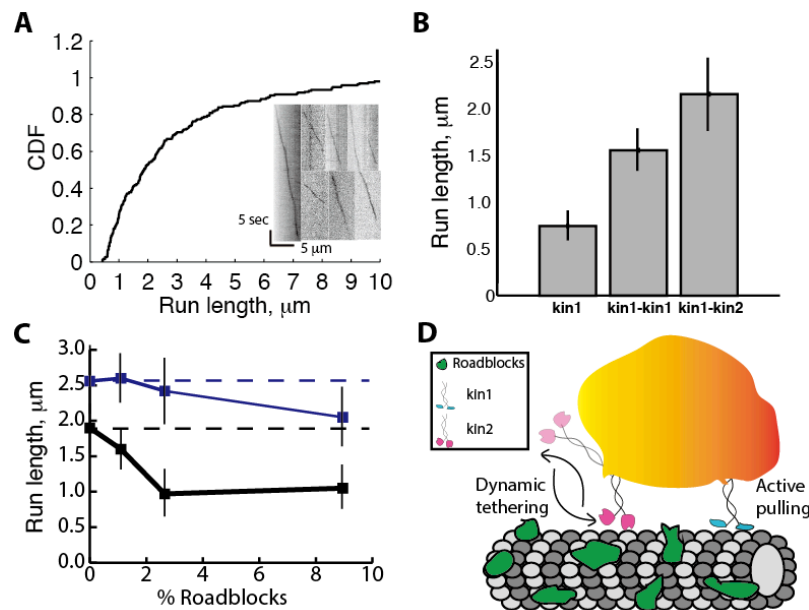 A
1.2
1
0.8
0.6
0.4
0.2
0
CDF
0 1 2 3 4 5 6 7 8 9 10
Run length, μm
5 sec
5 μm
B
2.5
2.0
1.5
1.0
0.5
0
Run length, μm
kin1 kin1-kin1 kin1-kin2
C
3.0
2.5
2.0
1.5
1.0
0.5
0.0
Run length, μm
0 2 4 6 8 10
% Roadblocks
D
Roadblocks
kin1
kin2
Dynamic
tethering
Active
pulling